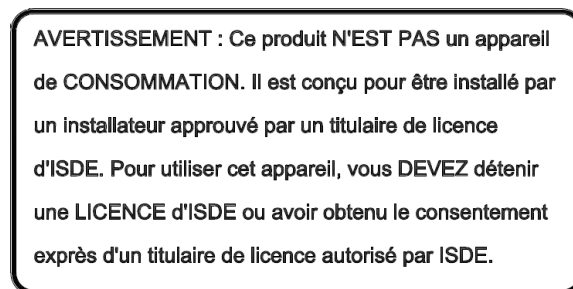 AVERTISSEMENT : Ce produit N'EST PAS un appareil
de CONSOMMATION. Il est conçu pour être installé par
un installateur approuvé par un titulaire de licence
d'ISDE. Pour utiliser cet appareil, vous DEVEZ détenir
une LICENCE d'ISDE ou avoir obtenu le consentement
exprès d'un titulaire de licence autorisé par ISDE.